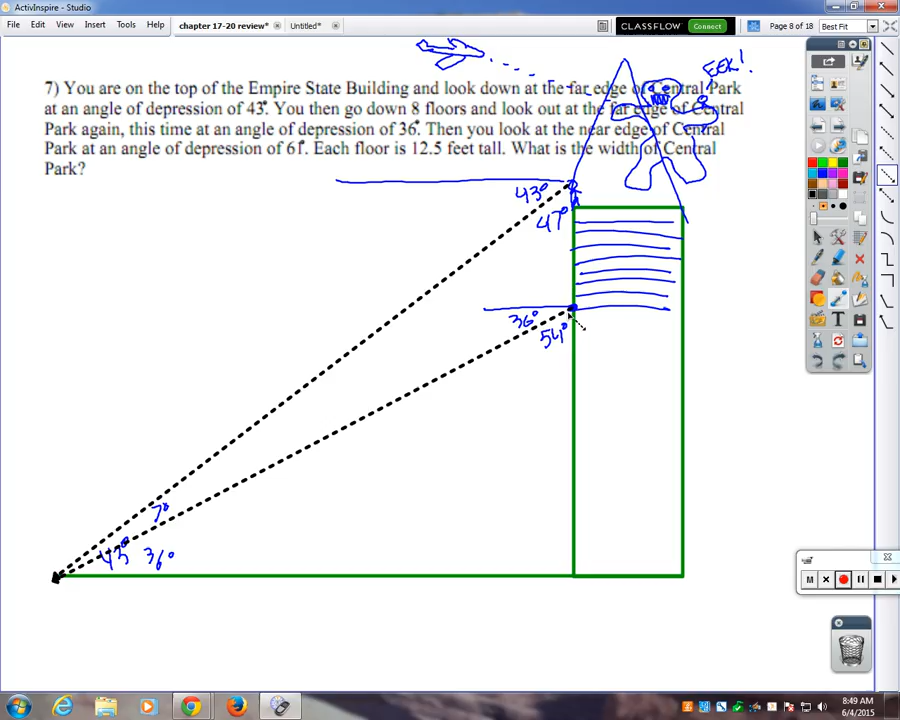 ActivInspire - Studio
File Edit View Insert Tools Help chapter 17-20 review* Untitled* CLASSFLOW Connect Page 8 of 18 Best Fit
EEK!
7) You are on the top of the Empire State Building and look down at the far edge of Central Park
at an angle of depression of 43°. You then go down 8 floors and look out at the far edge of Central
Park again, this time at an angle of depression of 36°. Then you look at the near edge of Central
Park at an angle of depression of 61°. Each floor is 12.5 feet tall. What is the width of Central
Park?
43°
47°
36°
54°
7°
43° 36°
M
8:49 AM
6/4/2015